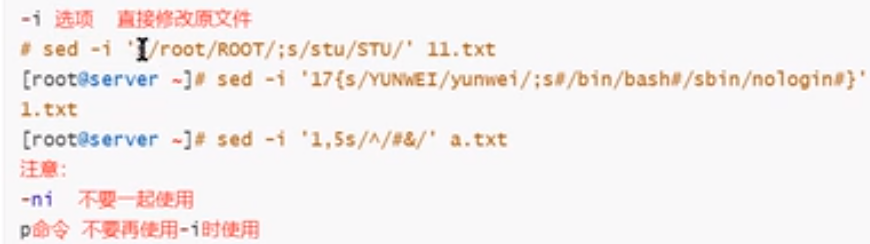 -i 选项 直接修改原文件
# sed -i '/root/ROOT/;s/stu/STU/' 11.txt
[root@server ~]# sed -i '17{s/YUNWEI/yunwei/;s#/bin/bash#/sbin/nologin#}'
1.txt
[root@server ~]# sed -i '1,5s/^/#&/' a.txt
注意:
-ni 不要一起使用
p命令 不要再使用-i时使用